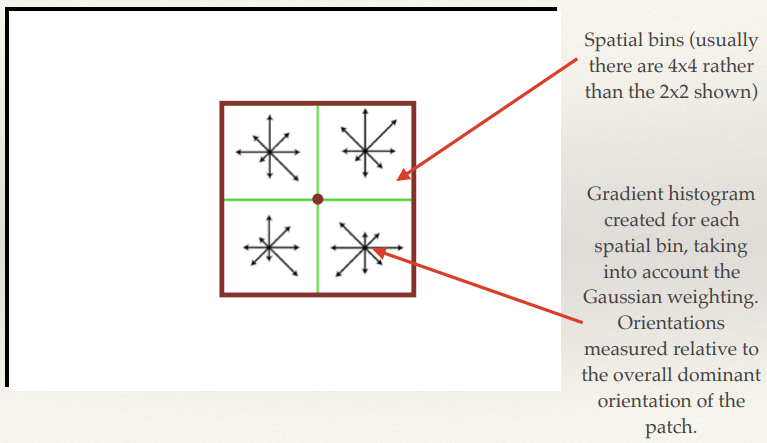 Spatial bins (usually
there are 4x4 rather
than the 2x2 shown)
Gradient histogram
created for each
spatial bin, taking
into account the
Gaussian weighting.
Orientations
measured relative to
the overall dominant
orientation of the
patch.